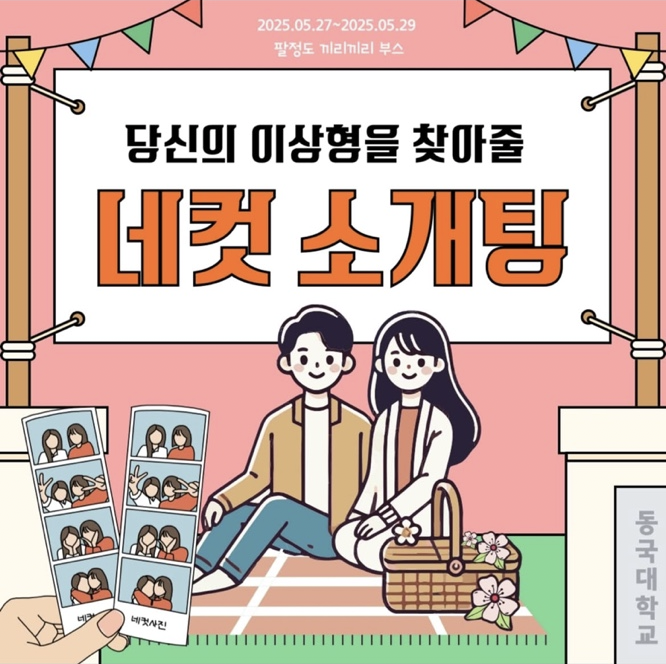 2025.05.27~2025.05.29
팔정도 끼리끼리 부스
당신의 이상형을 찾아줄
네컷 소개팅
네컷
네컷사진
동국대학교